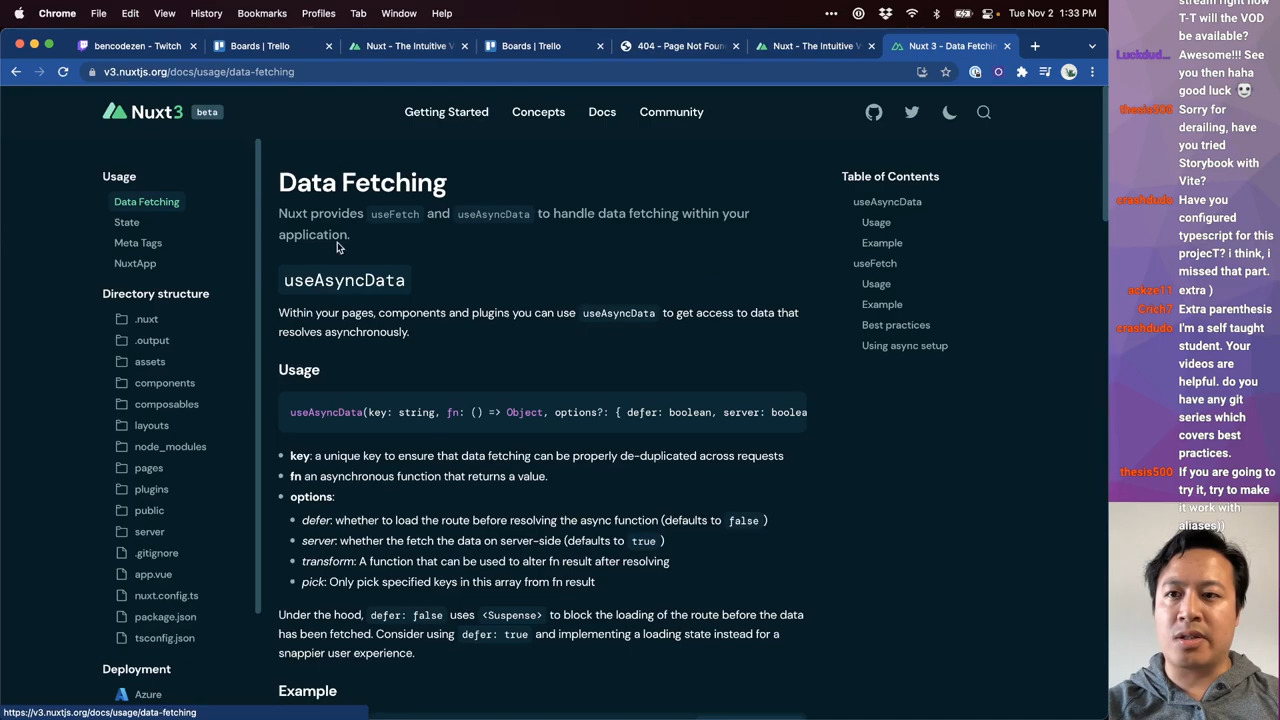 Chrome File Edit View History Bookmarks Profiles Tab Window Help
Tue Nov 2 1:33 PM
bencodezen - Twitch
Boards | Trello
Nuxt - The Intuitive V
Boards | Trello
404 - Page Not Foun
Nuxt - The Intuitive V
Nuxt 3 - Data Fetchin
v3.nuxtjs.org/docs/usage/data-fetching
Nuxt3 beta
Getting Started Concepts Docs Community
Usage
Data Fetching
State
Meta Tags
NuxtApp
Directory structure
.nuxt
.output
assets
components
composables
layouts
node_modules
pages
plugins
public
server
.gitignore
app.vue
nuxt.config.ts
package.json
tsconfig.json
Deployment
Azure
https://v3.nuxtjs.org/docs/usage/data-fetching
Data Fetching
Nuxt provides useFetch and useAsyncData to handle data fetching within your
application.
useAsyncData
Within your pages, components and plugins you can use useAsyncData to get access to data that
resolves asynchronously.
Usage
useAsyncData(key: string, fn: () => Object, options?: { defer: boolean, server: boolea
key: a unique key to ensure that data fetching can be properly de-duplicated across requests
fn an asynchronous function that returns a value.
options:
defer: whether to load the route before resolving the async function (defaults to false )
server: whether the fetch the data on server-side (defaults to true )
transform: A function that can be used to alter fn result after resolving
pick: Only pick specified keys in this array from fn result
Under the hood, defer: false uses <Suspense> to block the loading of the route before the data
has been fetched. Consider using defer: true and implementing a loading state instead for a
snappier user experience.
Example
Table of Contents
useAsyncData
Usage
Example
useFetch
Usage
Example
Best practices
Using async setup
stream right now
T-T will the VOD
be available?
Luckdud... Awesome!!! See
you then haha
good luck
thesis500 Sorry for
derailing, have
you tried
Storybook with
Vite?
crashdudo Have you
configured
typescript for this
projecT? i think, i
missed that part.
ackze11 extra )
Crich7 Extra parenthesis
crashdudo I'm a self taught
student. Your
videos are
helpful. do you
have any git
series which
covers best
practices.
thesis500 If you are going
to try it, try to make
it work with
aliases))